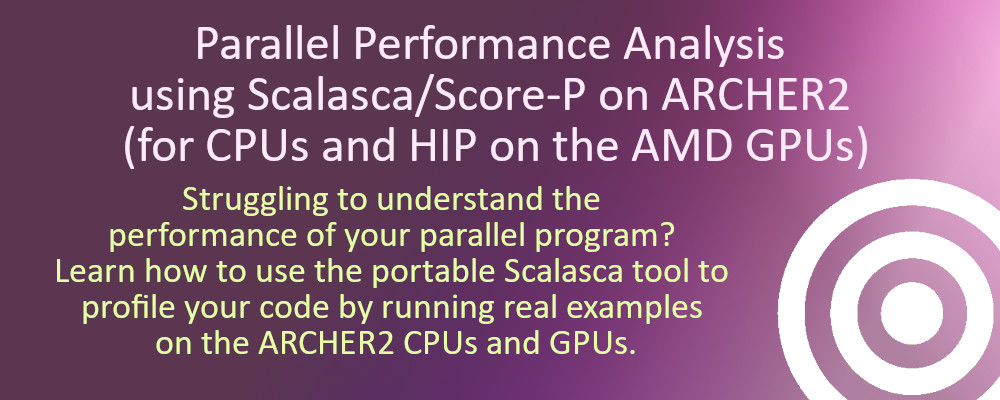 Parallel Performance Analysis
using Scalasca/Score-P on ARCHER2
(for CPUs and HIP on the AMD GPUs)
Struggling to understand the
performance of your parallel program?
Learn how to use the portable Scalasca tool to
profile your code by running real examples
on the ARCHER2 CPUs and GPUs.